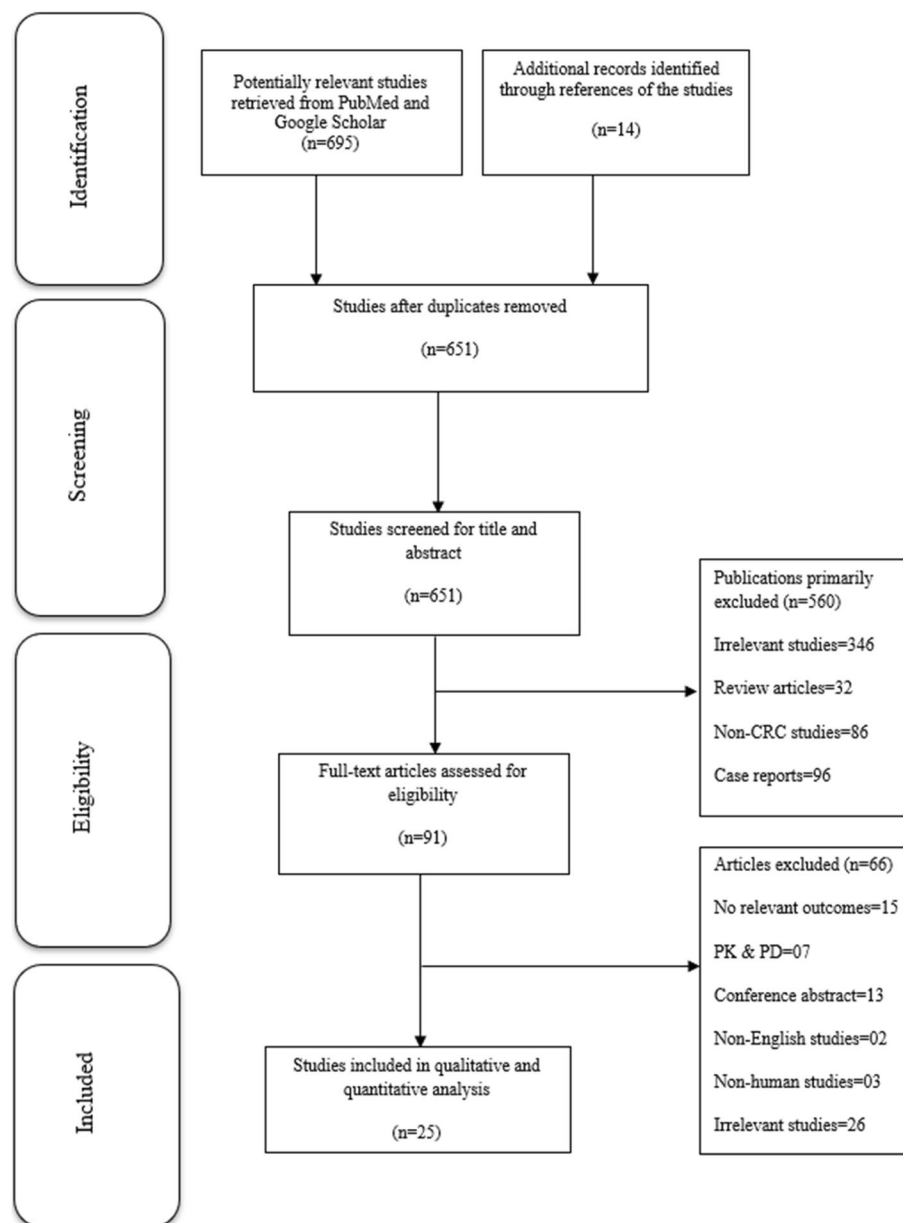 Identification
Potentially relevant studies
retrieved from PubMed and
Google Scholar
(n=695)
Additional records identified
through references of the studies
(n=14)
Screening
Studies after duplicates removed
(n=651)
Studies screened for title and
abstract
(n=651)
Publications primarily
excluded (n=560)
Irrelevant studies=346
Review articles=32
Non-CRC studies=86
Case reports=96
Eligibility
Full-text articles assessed for
eligibility
(n=91)
Articles excluded (n=66)
No relevant outcomes=15
PK & PD=07
Conference abstract=13
Non-English studies=02
Non-human studies=03
Irrelevant studies=26
Included
Studies included in qualitative and
quantitative analysis
(n=25)